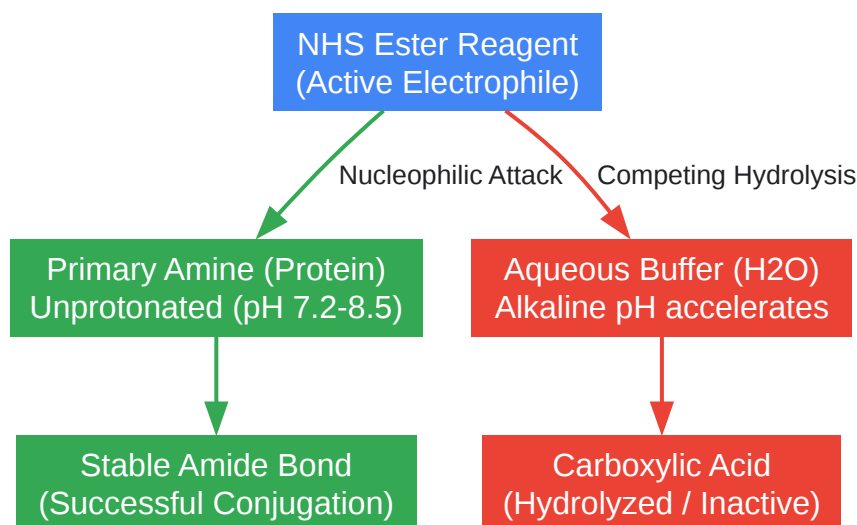 NHS Ester Reagent
(Active Electrophile)
Nucleophilic Attack
Competing Hydrolysis
Primary Amine (Protein)
Unprotonated (pH 7.2-8.5)
Aqueous Buffer (H2O)
Alkaline pH accelerates
Stable Amide Bond
(Successful Conjugation)
Carboxylic Acid
(Hydrolyzed / Inactive)